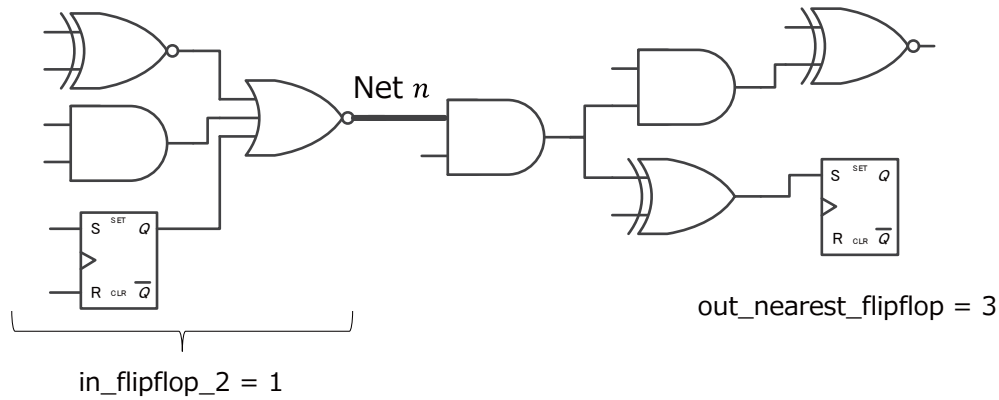 Net n
S SET Q
R CLR Q
S SET Q
R CLR Q
out_nearest_flipflop = 3
in_flipflop_2 = 1